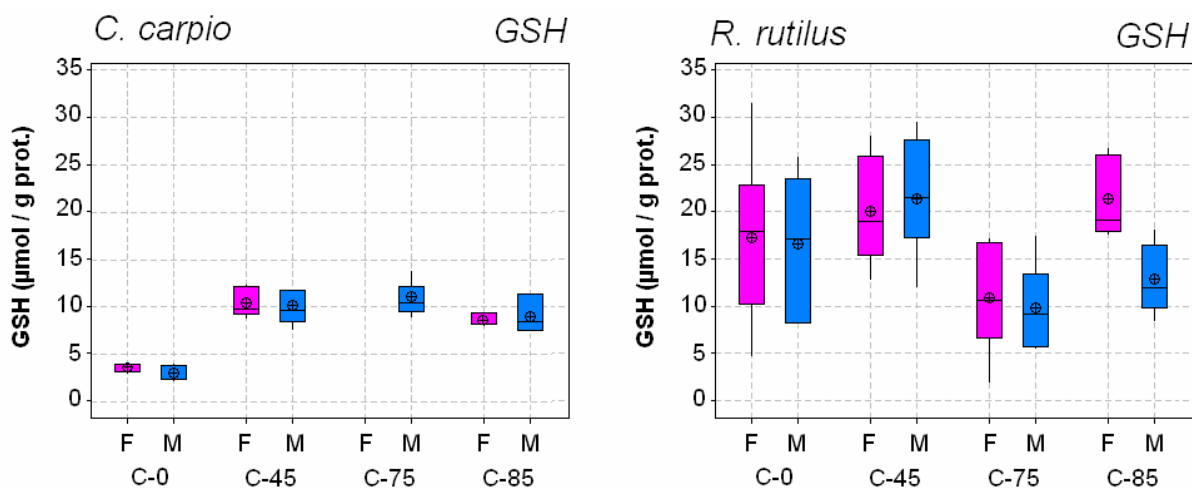 C. carpio GSH
GSH (µmol / g prot.)
35
30
25
20
15
10
5
0
F M F M F M F M
C-0 C-45 C-75 C-85
R. rutilus GSH
GSH (µmol / g prot.)
35
30
25
20
15
10
5
0
F M F M F M F M
C-0 C-45 C-75 C-85